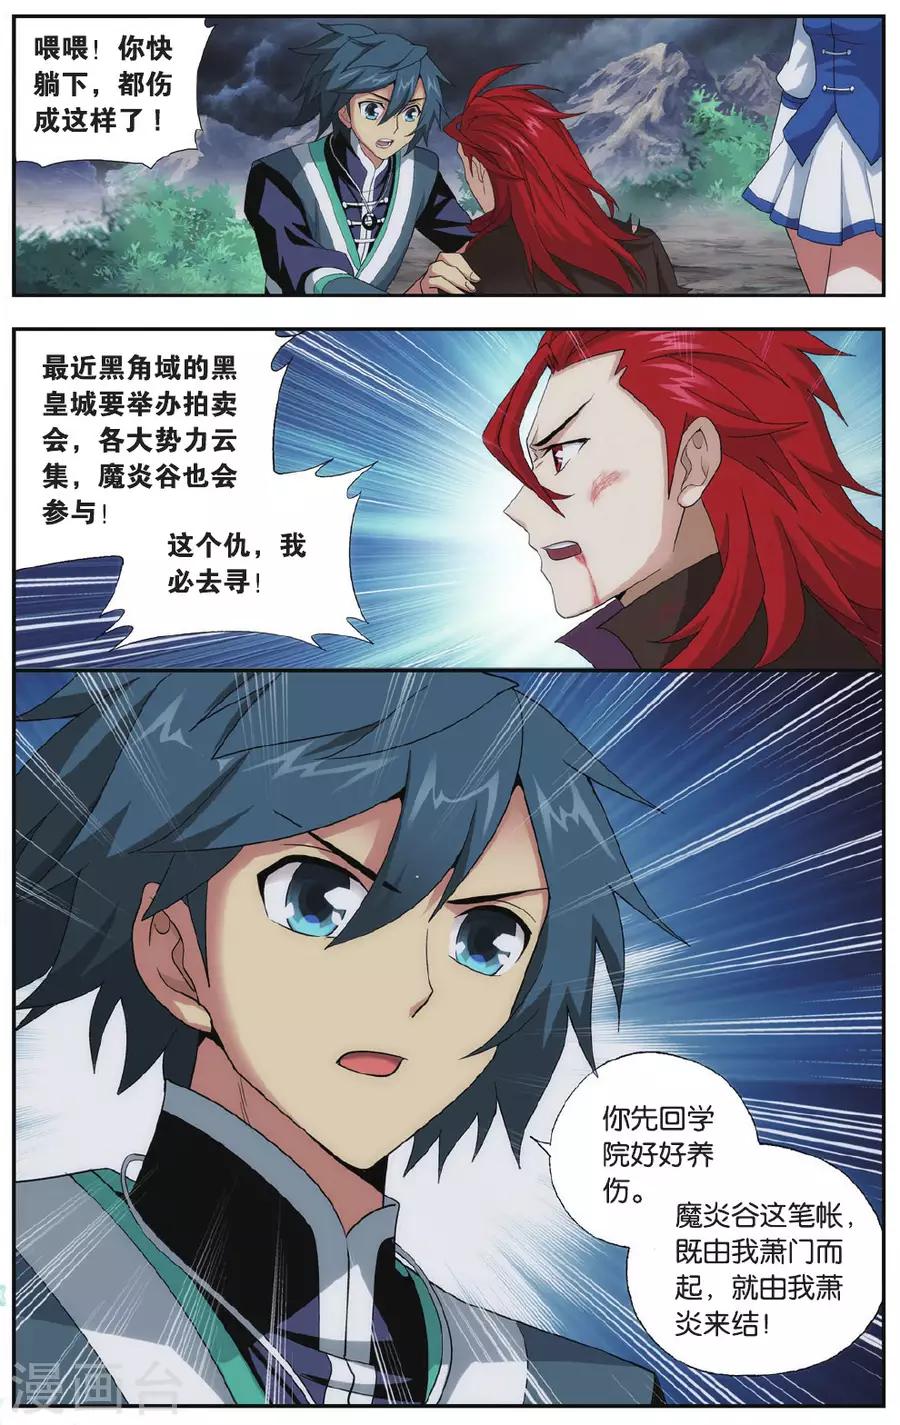 喂喂！你快
躺下，都伤
成这样了！
最近黑角域的黑
皇城要举办拍卖
会，各大势力云
集，魔炎谷也会
参与！
这个仇，我
必去寻！
你先回学
院好好养
伤。
魔炎谷这笔帐，
既由我萧门而
起，就由我萧
炎来结！
漫画台